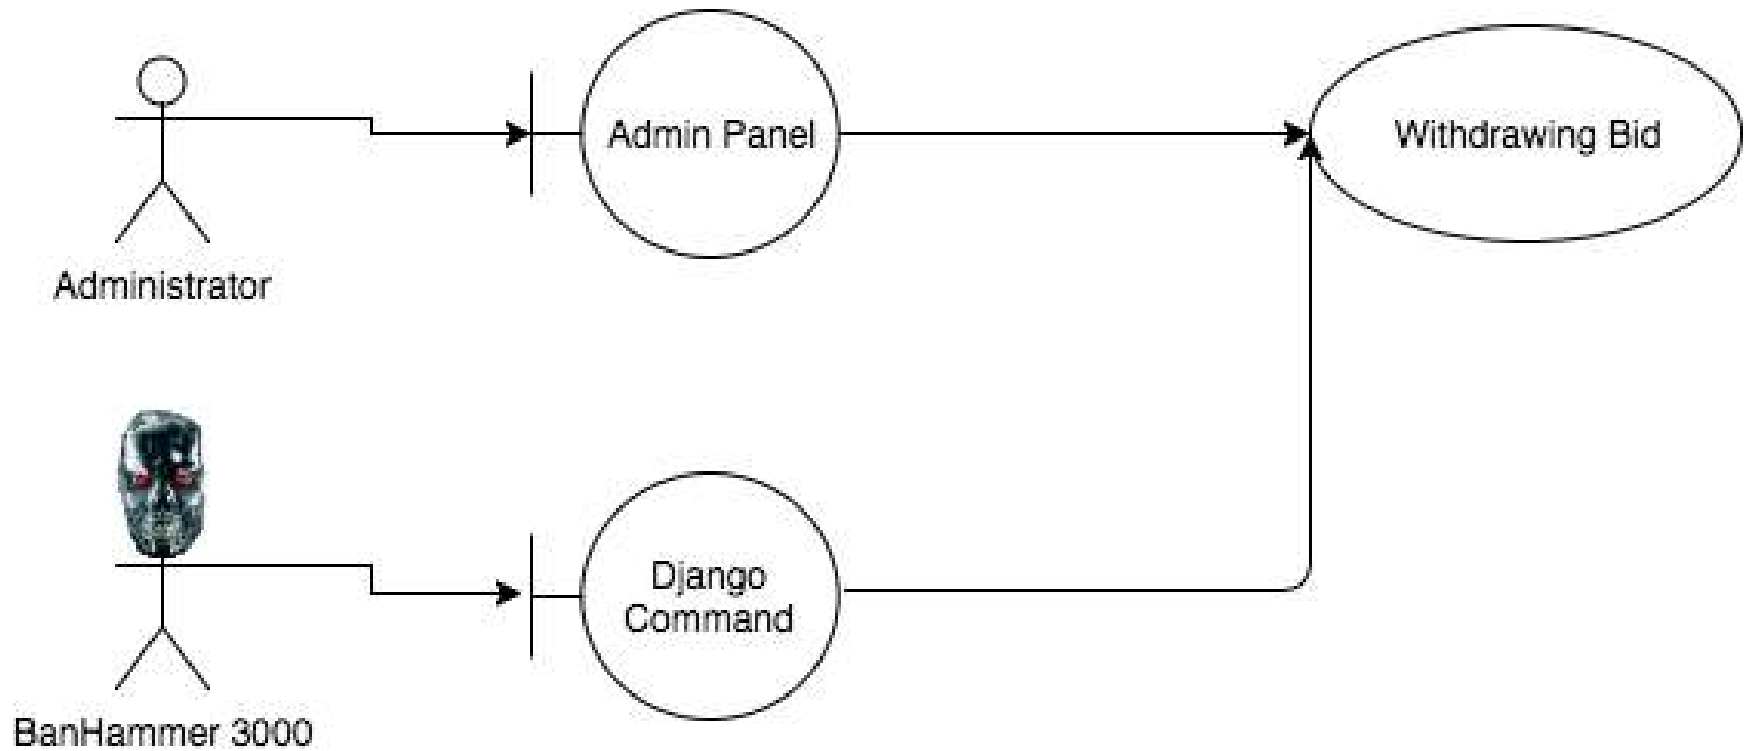 Admin Panel
Withdrawing Bid
Administrator
Django
Command
BanHammer 3000